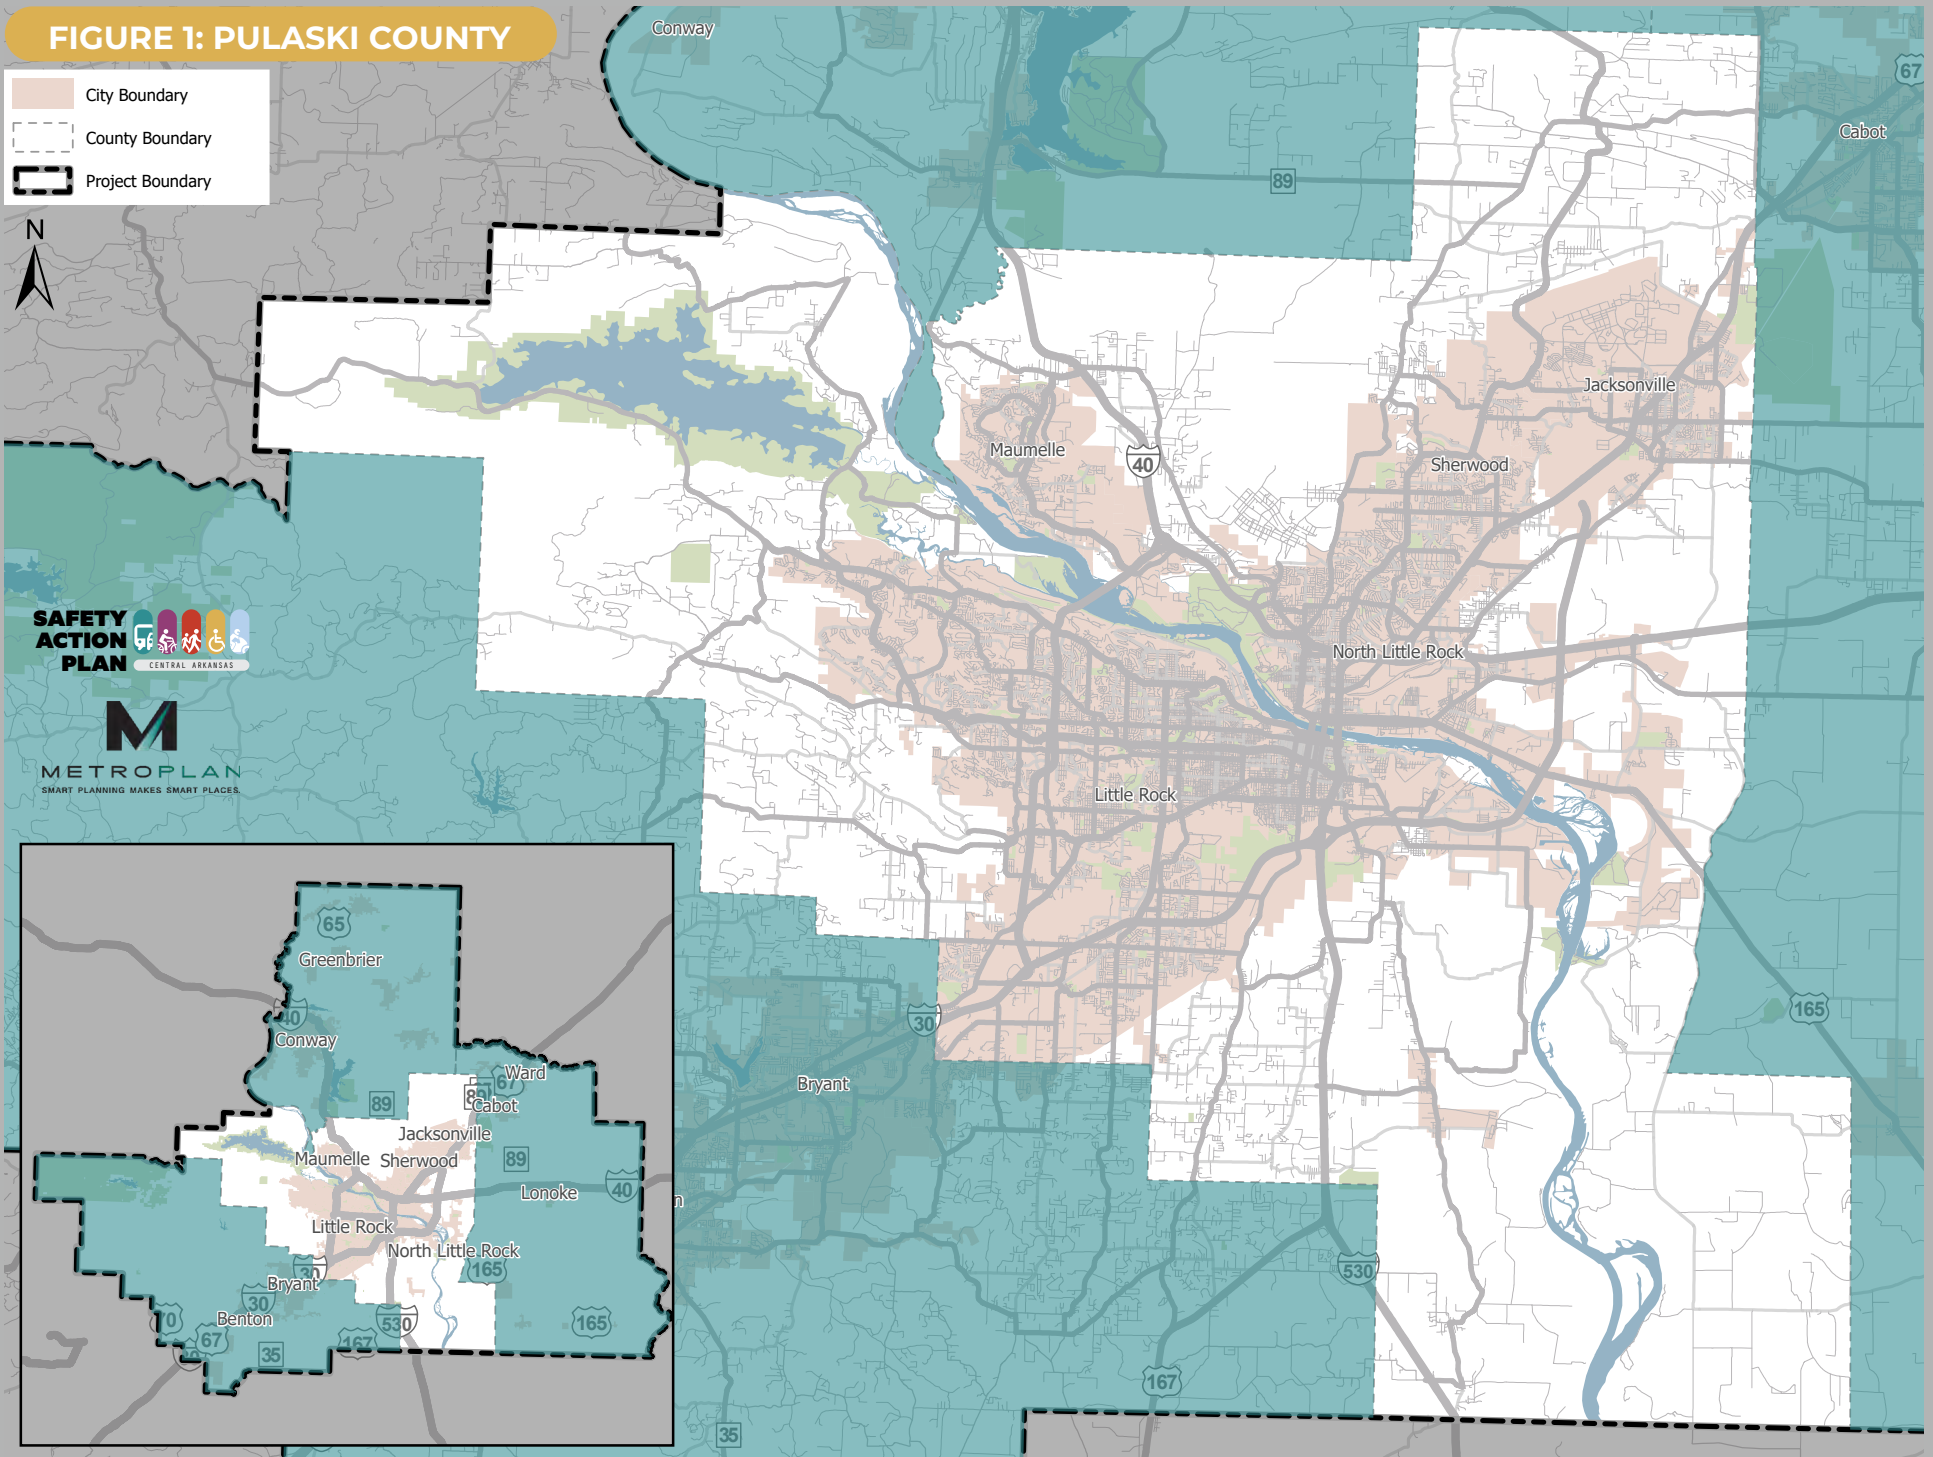 FIGURE 1: PULASKI COUNTY
City Boundary
County Boundary
Project Boundary
N
Conway
67
Cabot
89
Jacksonville
Maumelle
40
Sherwood
North Little Rock
Little Rock
SAFETY
ACTION
PLAN
CENTRAL ARKANSAS
METROPLAN
SMART PLANNING MAKES SMART PLACES.
30
165
Bryant
n
530
167
35
65
Greenbrier
40
Conway
Ward
67
89
Cabot
Jacksonville
Maumelle
Sherwood
89
Lonoke
40
Little Rock
North Little Rock
30
165
Bryant
30
Benton
530
165
70
67
167
35